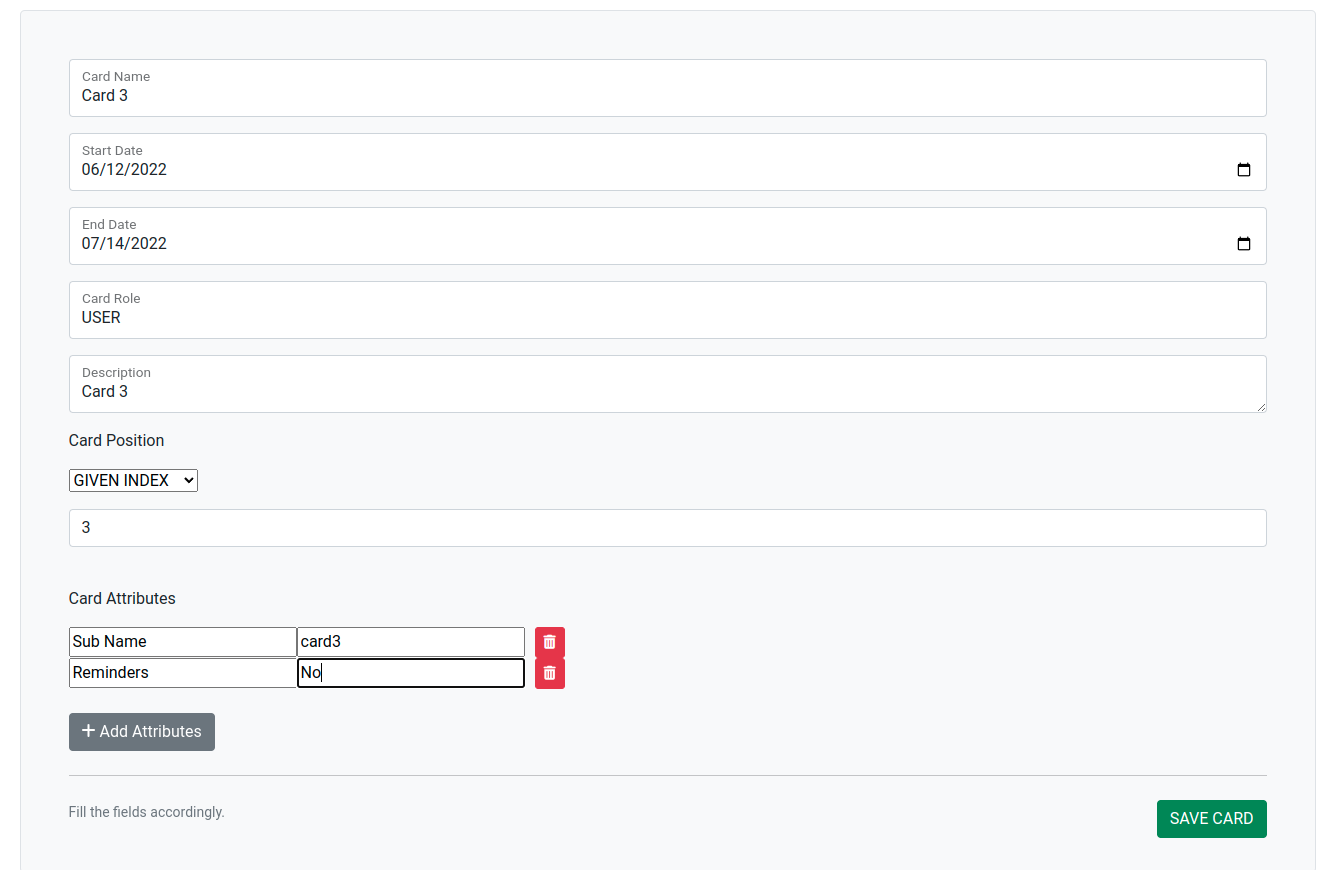 Card Name
Card 3
Start Date
06/12/2022
End Date
07/14/2022
Card Role
USER
Description
Card 3
Card Position
GIVEN INDEX
3
Card Attributes
Sub Name card3
Reminders No
+ Add Attributes
Fill the fields accordingly.
SAVE CARD